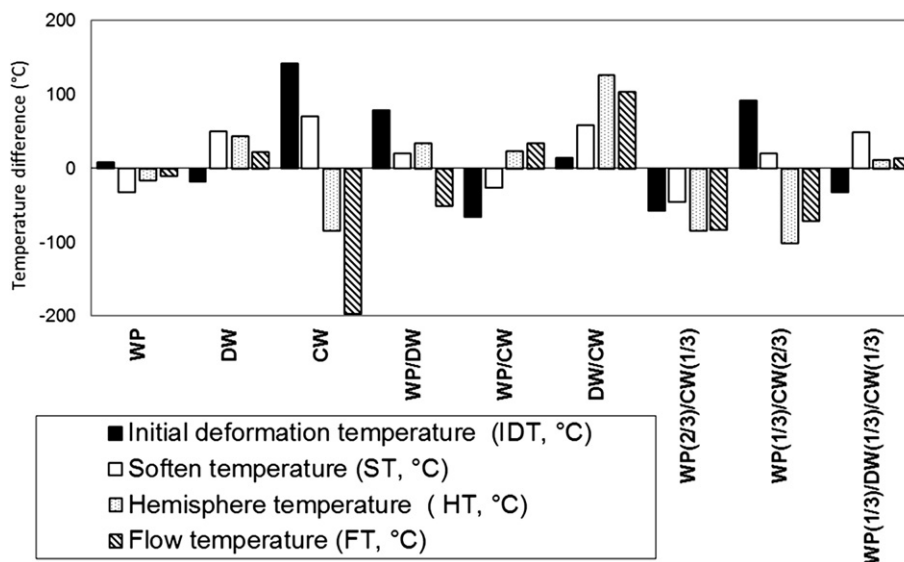 200
100
0
-100
-200
Temperature difference (°C)
WP
DW
CW
WP/DW
WP/CW
DW/CW
WP(2/3)/CW(1/3)
WP(1/3)/CW(2/3)
WP(1/3)/DW(1/3)/CW(1/3)
Initial deformation temperature (IDT, °C)
Soften temperature (ST, °C)
Hemisphere temperature ( HT, °C)
Flow temperature (FT, °C)